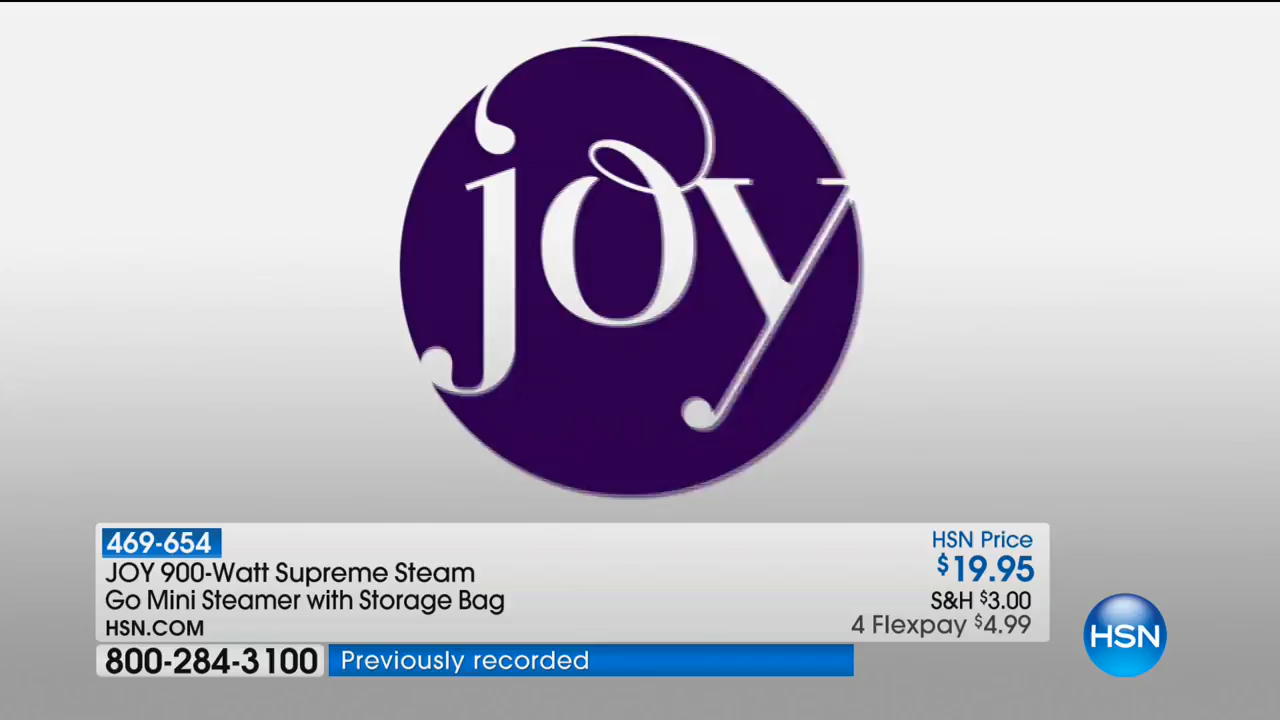 joy
469-654
JOY 900-Watt Supreme Steam
Go Mini Steamer with Storage Bag
HSN.COM
HSN Price
$19.95
S&H $3.00
4 Flexpay $4.99
800-284-3100
Previously recorded
HSN